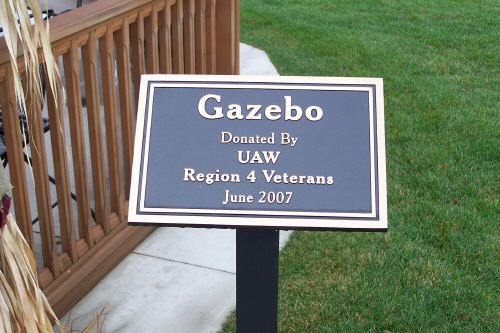 Gazebo
Donated By
UAW
Region 4 Veterans
June 2007